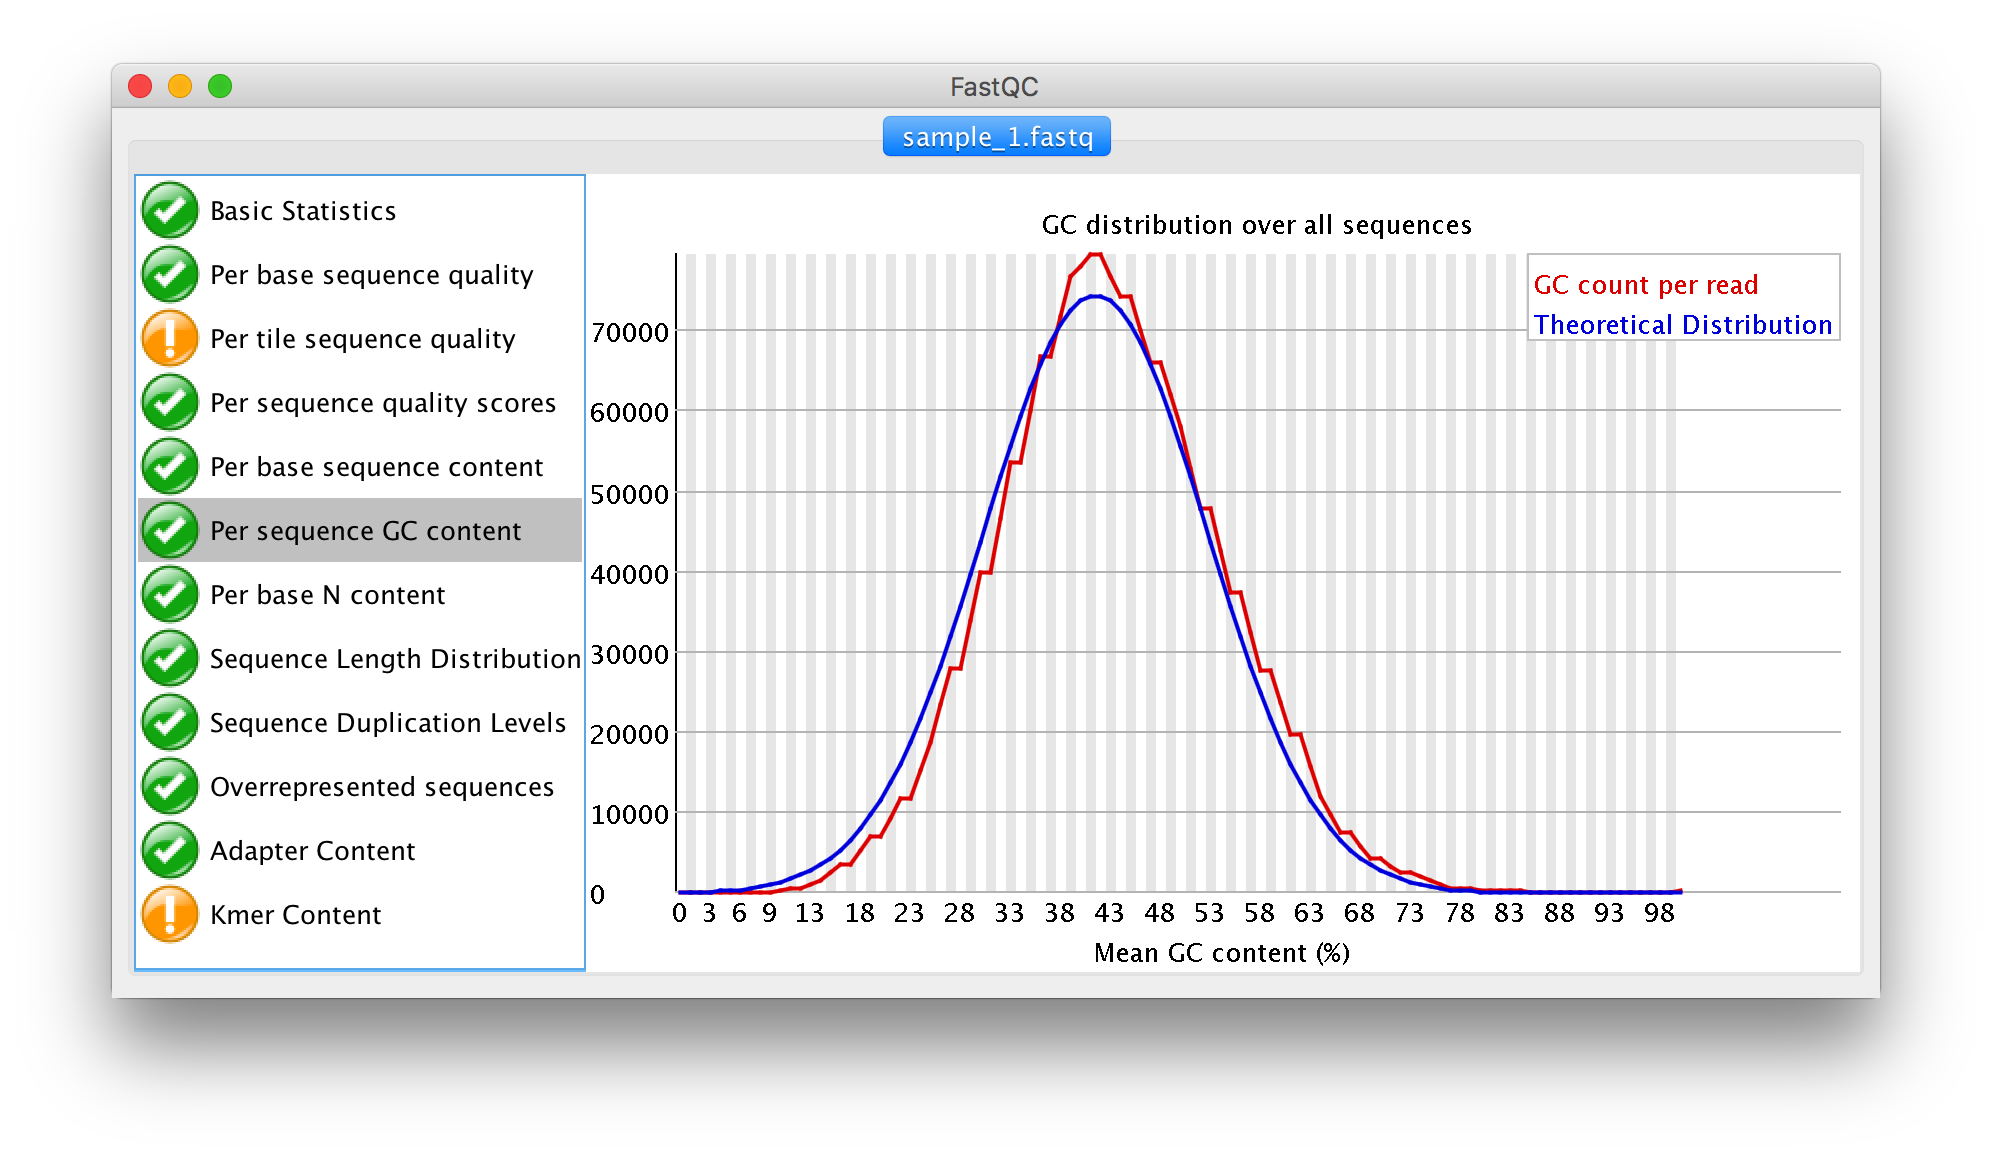 FastQC
sample_1.fastq
Basic Statistics
Per base sequence quality
Per tile sequence quality
Per sequence quality scores
Per base sequence content
Per sequence GC content
Per base N content
Sequence Length Distribution
Sequence Duplication Levels
Overrepresented sequences
Adapter Content
Kmer Content
GC distribution over all sequences
GC count per read
Theoretical Distribution
70000
60000
50000
40000
30000
20000
10000
0
0 3 6 9 13 18 23 28 33 38 43 48 53 58 63 68 73 78 83 88 93 98
Mean GC content (%)